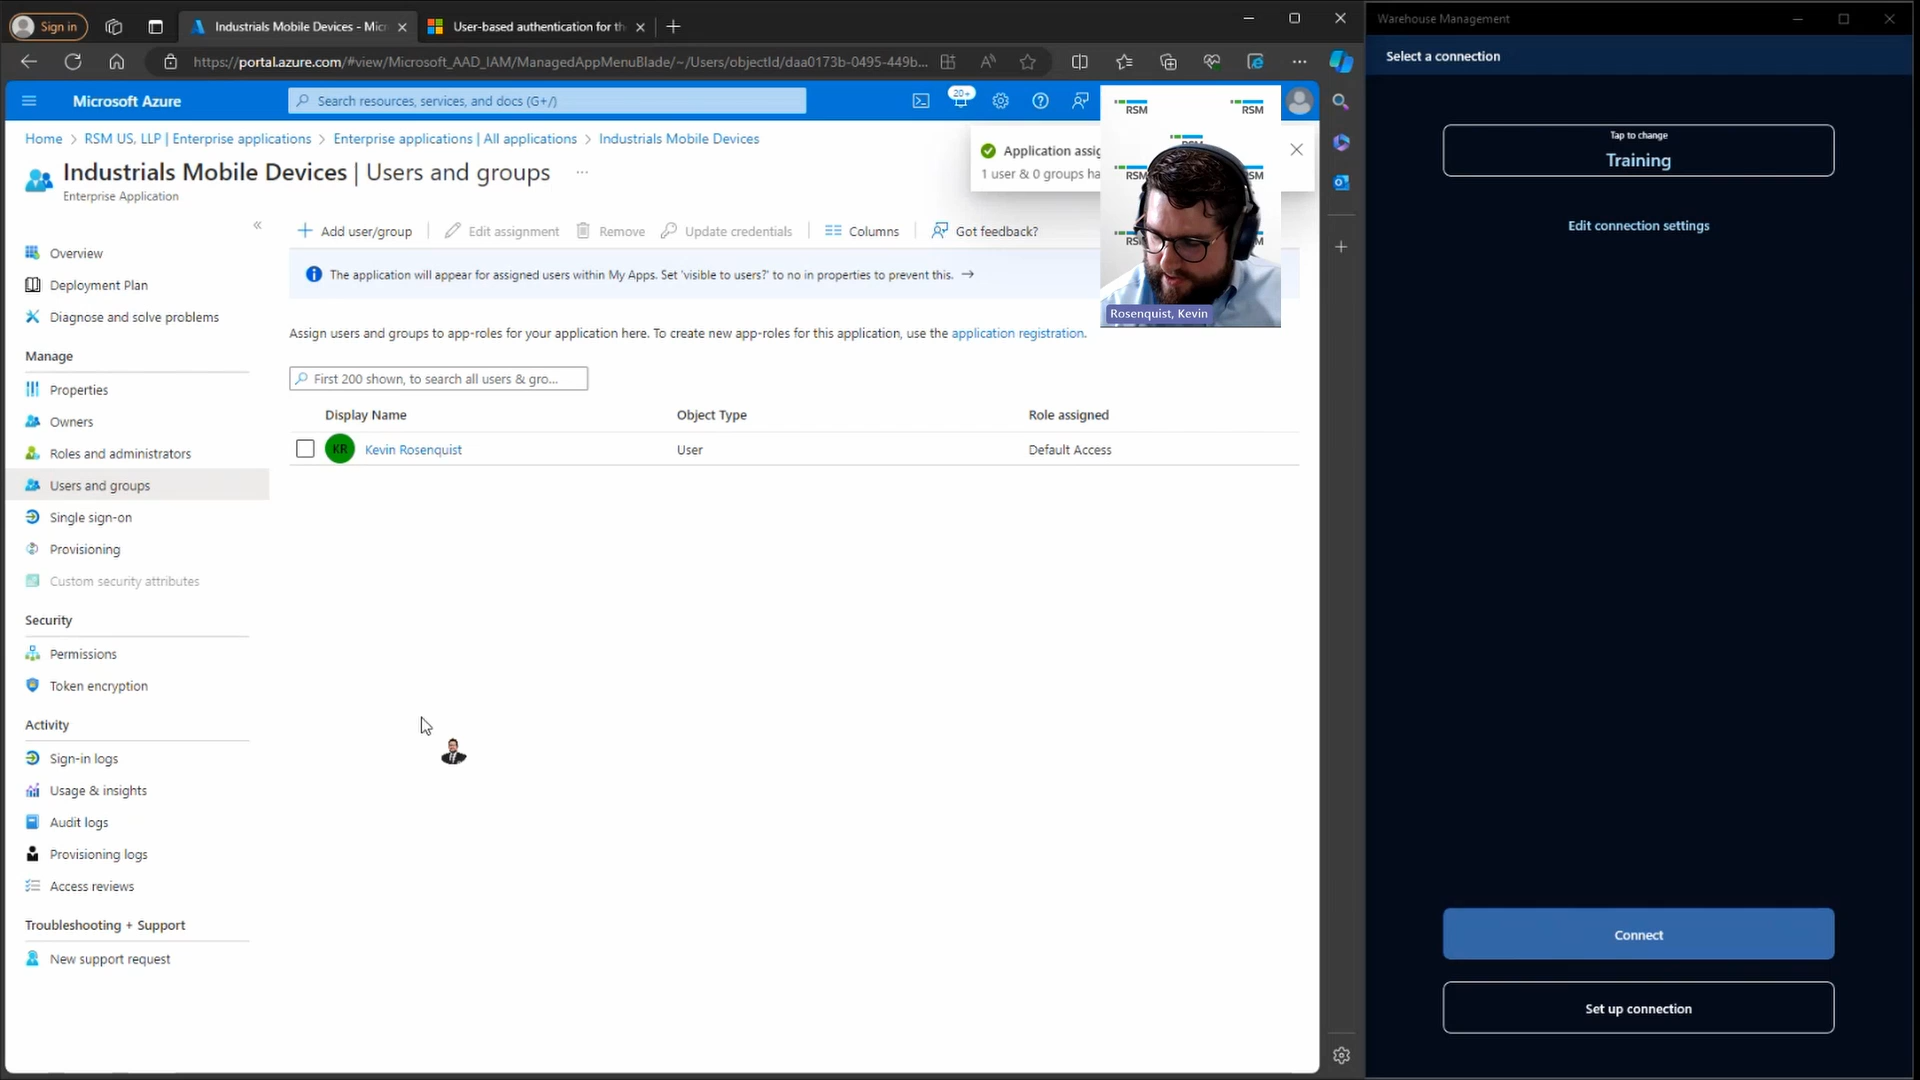 Sign in
Industrials Mobile Devices - Micr
User-based authentication for th
https://portal.azure.com/#view/Microsoft_AAD_IAM/ManagedAppMenuBlade/~/Users/objectId/daa0173b-0495-449b...
Microsoft Azure
Search resources, services, and docs (G+/)
20+
Home > RSM US, LLP | Enterprise applications > Enterprise applications | All applications > Industrials Mobile Devices
Industrials Mobile Devices | Users and groups ...
Enterprise Application
Application assig
1 user & 0 groups ha
RSM
RSM
RSM
RSM
Rosenquist, Kevin
Add user/group
Edit assignment
Remove
Update credentials
Columns
Got feedback?
The application will appear for assigned users within My Apps. Set 'visible to users?' to no in properties to prevent this. →
Assign users and groups to app-roles for your application here. To create new app-roles for this application, use the application registration.
First 200 shown, to search all users & gro...
Display Name
Object Type
Role assigned
KR
Kevin Rosenquist
User
Default Access
Overview
Deployment Plan
Diagnose and solve problems
Manage
Properties
Owners
Roles and administrators
Users and groups
Single sign-on
Provisioning
Custom security attributes
Security
Permissions
Token encryption
Activity
Sign-in logs
Usage & insights
Audit logs
Provisioning logs
Access reviews
Troubleshooting + Support
New support request
Warehouse Management
Select a connection
Tap to change
Training
Edit connection settings
Connect
Set up connection